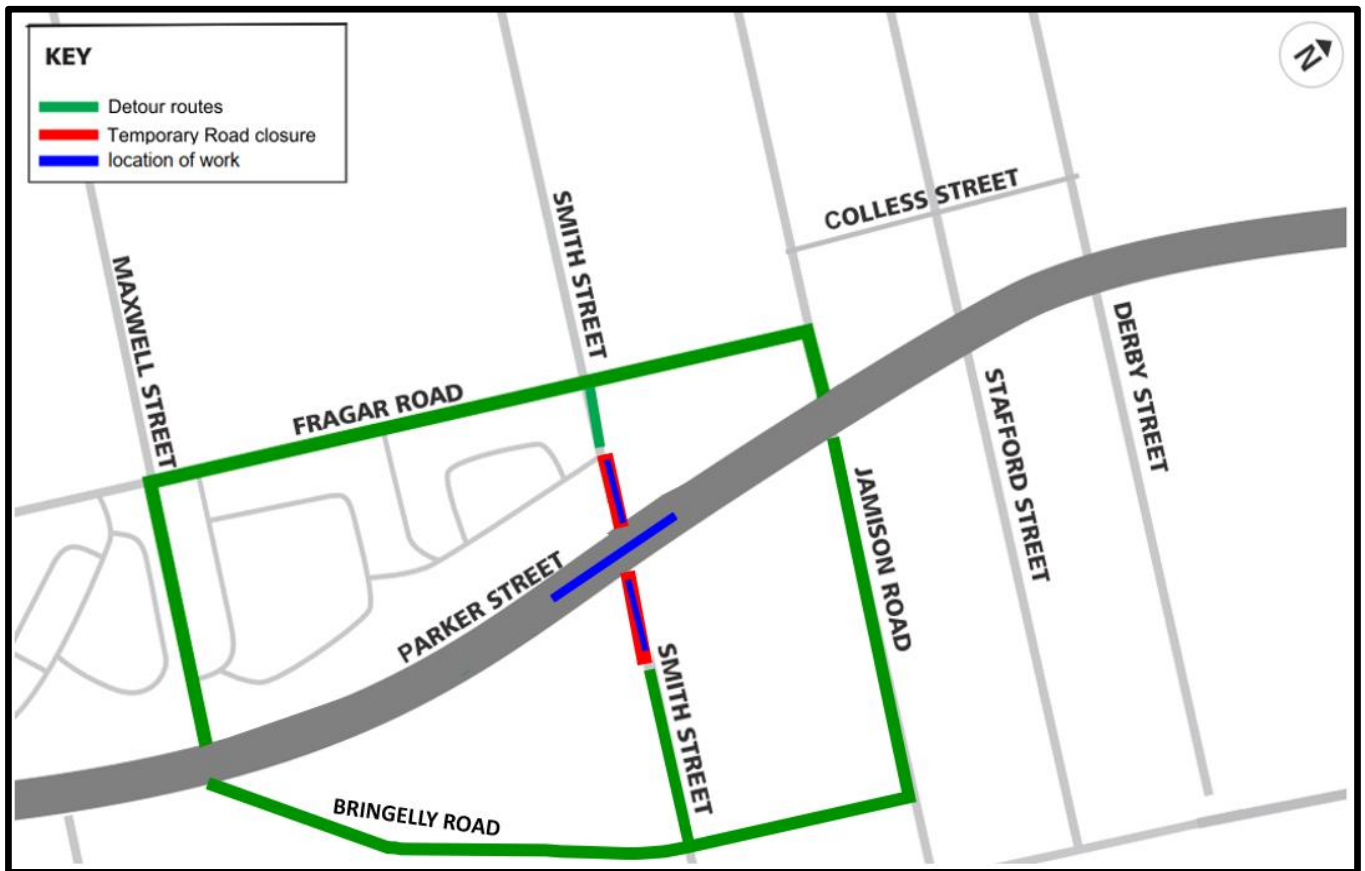 KEY
Detour routes
Temporary Road closure
location of work
N
COLLESS STREET
SMITH STREET
MAXWELL STREET
FRAGAR ROAD
DERBY STREET
STAFFORD STREET
JAMISON ROAD
PARKER STREET
SMITH STREET
BRINGELLY ROAD